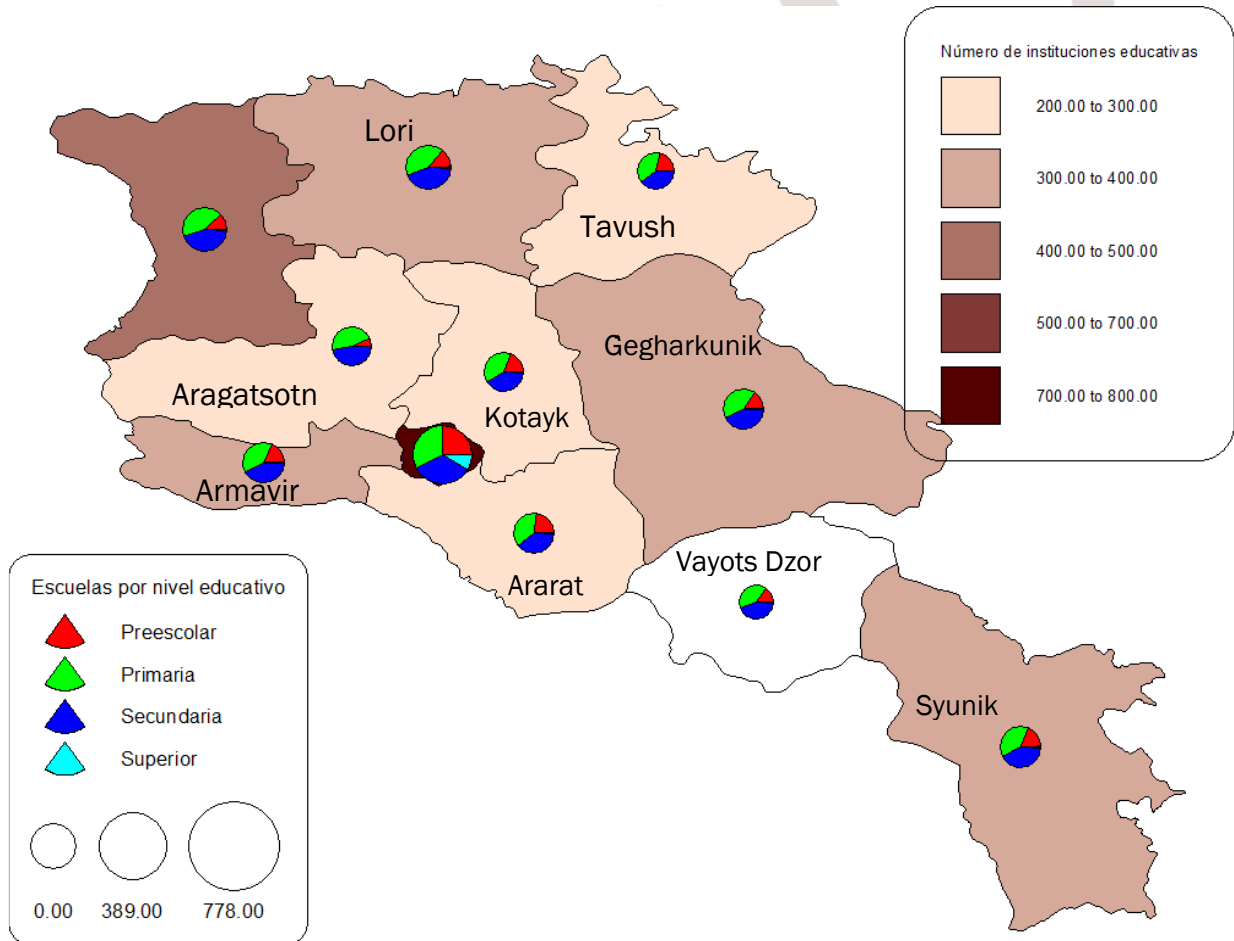 Número de instituciones educativas
200.00 to 300.00
300.00 to 400.00
400.00 to 500.00
500.00 to 700.00
700.00 to 800.00
Lori
Tavush
Gegharkunik
Aragatsotn
Kotayk
Armavir
Ararat
Vayots Dzor
Syunik
Escuelas por nivel educativo
Preescolar
Primaria
Secundaria
Superior
0.00 389.00 778.00